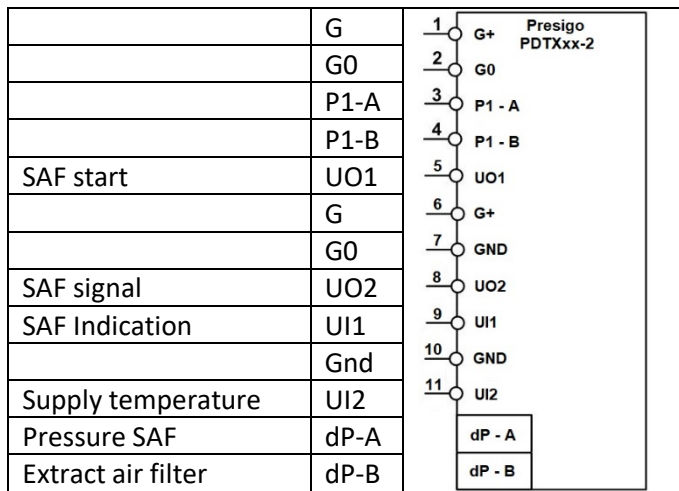 G
G0
P1-A
P1-B
SAF start UO1
G
G0
SAF signal UO2
SAF Indication UI1
Gnd
Supply temperature UI2
Pressure SAF dP-A
Extract air filter dP-B
Presigo
PDTXxx-2
1 G+
2 G0
3 P1 - A
4 P1 - B
5 UO1
6 G+
7 GND
8 UO2
9 UI1
10 GND
11 UI2
dP - A
dP - B